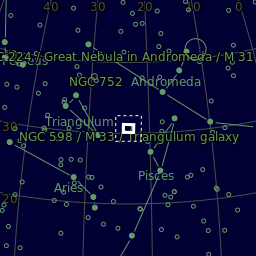 40 30 20 10 0
C 224 / Great Nebula in Andromeda / M 31
NGC 752
Andromeda
Triangulum
30
NGC 598 / M 33 / Triangulum galaxy
Pisces
Aries
20